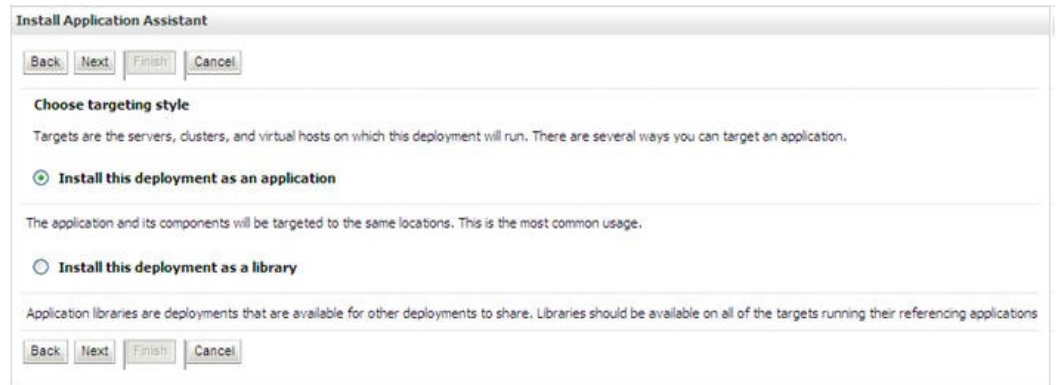 Install Application Assistant
Back Next Finish Cancel
Choose targeting style
Targets are the servers, clusters, and virtual hosts on which this deployment will run. There are several ways you can target an application.
Install this deployment as an application
The application and its components will be targeted to the same locations. This is the most common usage.
Install this deployment as a library
Application libraries are deployments that are available for other deployments to share. Libraries should be available on all of the targets running their referencing applications
Back Next Finish Cancel